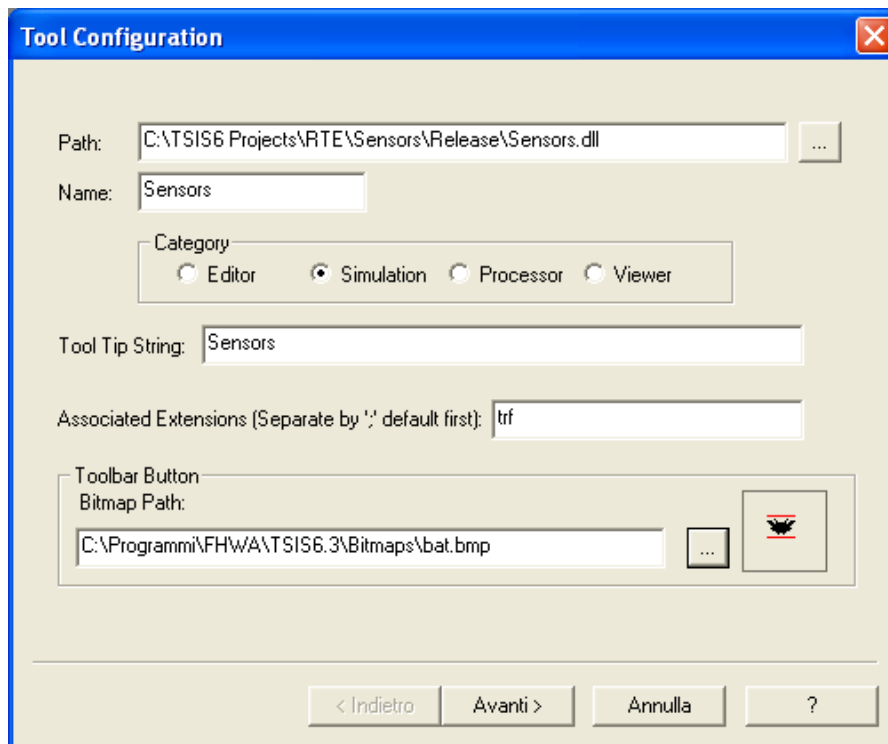 Tool Configuration
Path: C:\TSIS6 Projects\RTE\Sensors\Release\Sensors.dll ...
Name: Sensors
Category
Editor Simulation Processor Viewer
Tool Tip String: Sensors
Associated Extensions (Separate by ';' default first): trf
Toolbar Button
Bitmap Path:
C:\Programmi\FHWA\TSIS6.3\Bitmaps\bat.bmp ...
< Indietro Avanti > Annulla ?